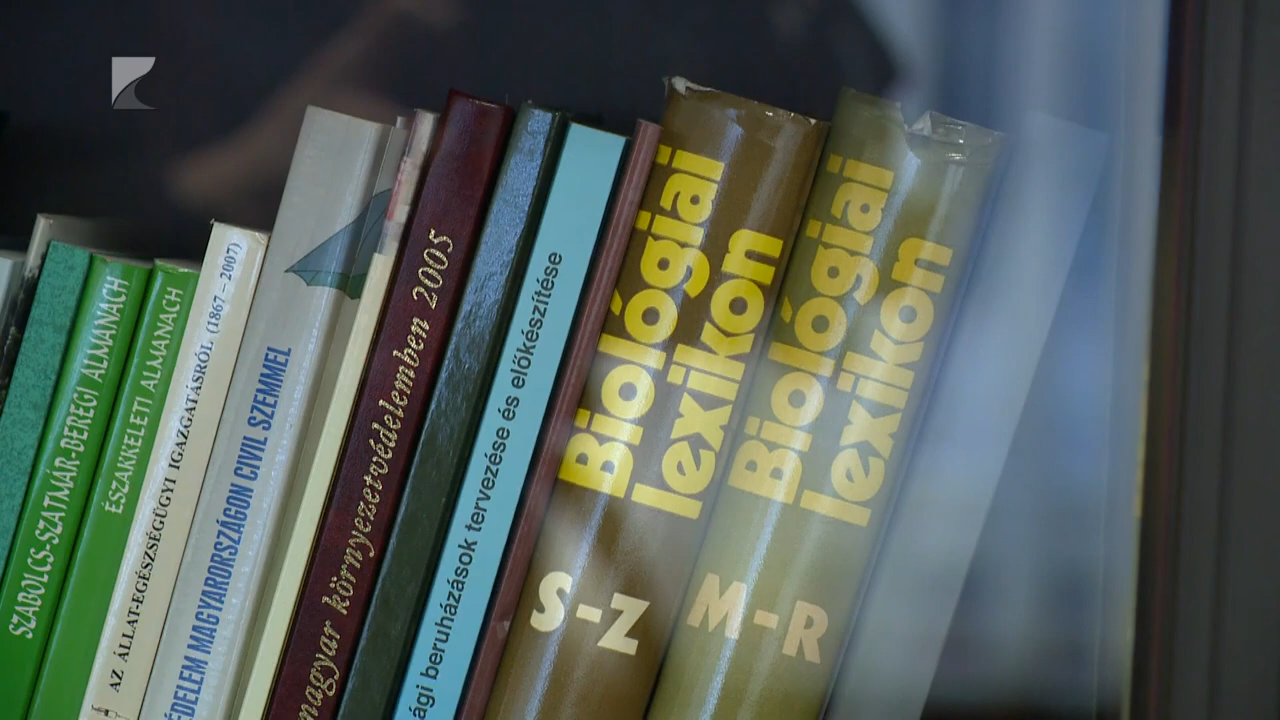 SZABOLCS-SZATMÁR-BEREGI ALMANACH
ÉSZAKKELETI ALMANACH
AZ ÁLLAT-EGÉSZSÉGÜGYI IGAZGATÁSRÓL (1867 – 2007)
ÉDELEM MAGYARORSZÁGON CIVIL SZEMMEL
magyar környezetvédelemben 2005
ági beruházások tervezése és előkészítése
Biológiai
lexikon
S-Z
Biológiai
lexikon
M-R